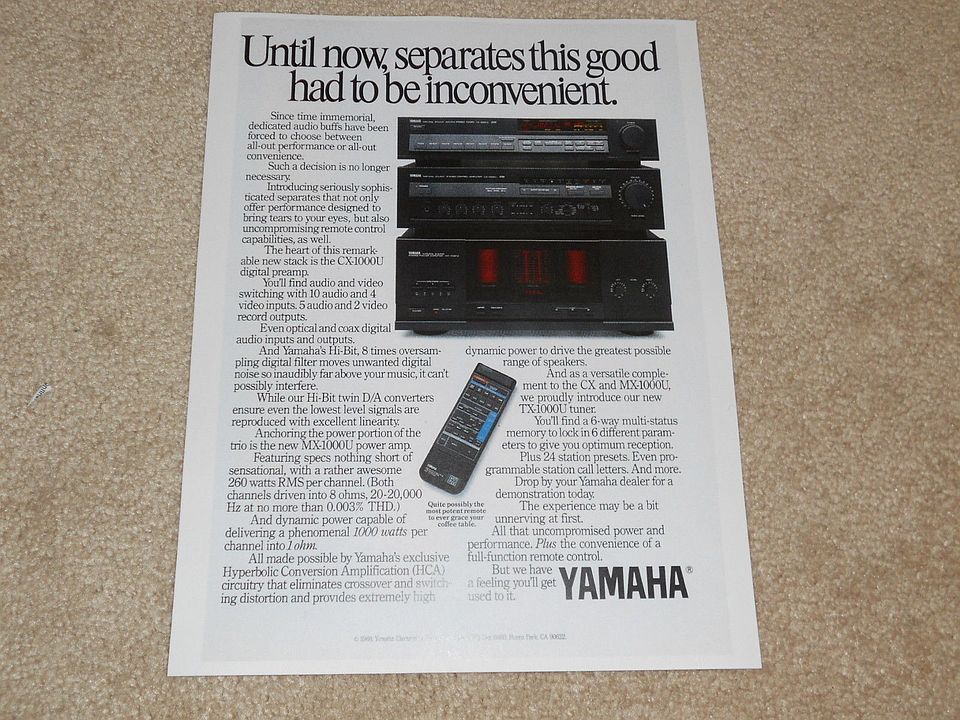 Until now, separates this good
had to be inconvenient.
Since time immemorial,
dedicated audio buffs have been
forced to choose between
all-out performance or all-out
convenience.
Such a decision is no longer
necessary.
Introducing seriously sophis-
ticated separates that not only
offer performance designed to
bring tears to your eyes, but also
uncompromising remote control
capabilities, as well.
The heart of this remark-
able new stack is the CX-1000U
digital preamp.
You'll find audio and video
switching with 10 audio and 4
video inputs. 5 audio and 2 video
record outputs.
Even optical and coax digital
audio inputs and outputs.
And Yamaha's Hi-Bit, 8 times oversam-
pling digital filter moves unwanted digital
noise so inaudibly far above your music, it can't
possibly interfere.
While our Hi-Bit twin D/A converters
ensure even the lowest level signals are
reproduced with excellent linearity.
Anchoring the power portion of the
trio is the new MX-1000U power amp.
Featuring specs nothing short of
sensational, with a rather awesome
260 watts RMS per channel. (Both
channels driven into 8 ohms, 20-20,000
Hz at no more than 0.003% THD.)
And dynamic power capable of
delivering a phenomenal 1000 watts per
channel into 1 ohm.
All made possible by Yamaha's exclusive
Hyperbolic Conversion Amplification (HCA)
circuitry that eliminates crossover and switch-
ing distortion and provides extremely high
dynamic power to drive the greatest possible
range of speakers.
And as a versatile comple-
ment to the CX and MX-1000U,
we proudly introduce our new
TX-1000U tuner.
You'll find a 6-way multi-status
memory to lock in 6 different param-
eters to give you optimum reception.
Plus 24 station presets. Even pro-
grammable station call letters. And more.
Drop by your Yamaha dealer for a
demonstration today.
The experience may be a bit
unnerving at first.
All that uncompromised power and
performance. Plus the convenience of a
full-function remote control.
But we have
a feeling you'll get
used to it.
Quite possibly the
most potent remote
to ever grace your
coffee table.
YAMAHA®
Yamaha Buena Park, CA 90622.